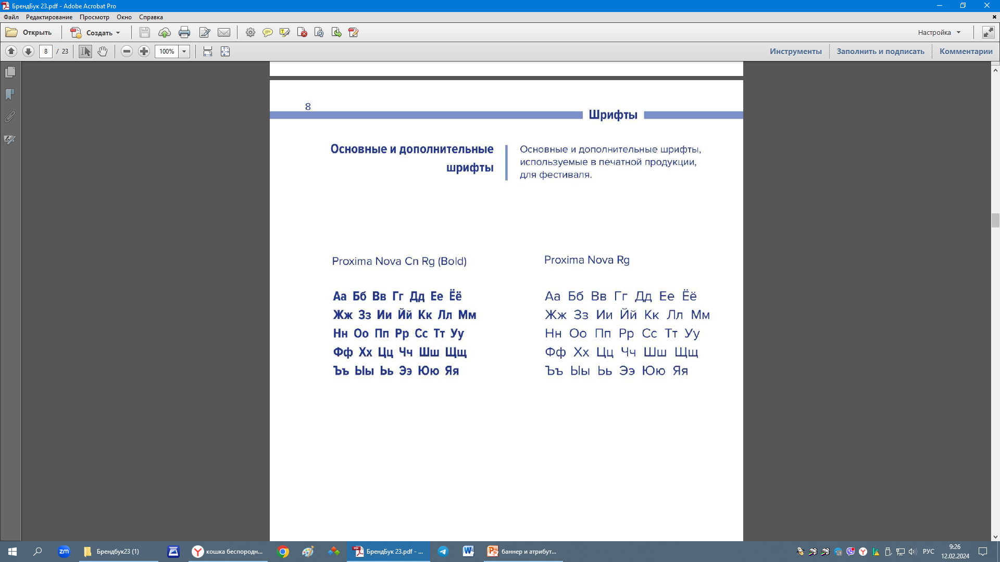 БрендБук 23.pdf - Adobe Acrobat Pro
Файл Редактирование Просмотр Окно Справка
Открыть Создать Настройка
8 / 23 100% Инструменты Заполнить и подписать Комментарии
8
Шрифты
Основные и дополнительные
шрифты
Основные и дополнительные шрифты,
используемые в печатной продукции,
для фестиваля.
Proxima Nova Cn Rg (Bold)
Аа Бб Вв Гг Дд Ее Ёё
Жж Зз Ии Йй Кк Лл Мм
Нн Оо Пп Рр Сс Тт Уу
Фф Хх Цц Чч Шш Щщ
Ъъ Ыы Ьь Ээ Юю Яя
Proxima Nova Rg
Аа Бб Вв Гг Дд Ее Ёё
Жж Зз Ии Йй Кк Лл Мм
Нн Оо Пп Рр Сс Тт Уу
Фф Хх Цц Чч Шш Щщ
Ъъ Ыы Ьь Ээ Юю Яя
zm Брендбук23 (1) кошка беспородн... БрендБук 23.pdf - ... баннер и атрибут... РУС 9:26
12.02.2024